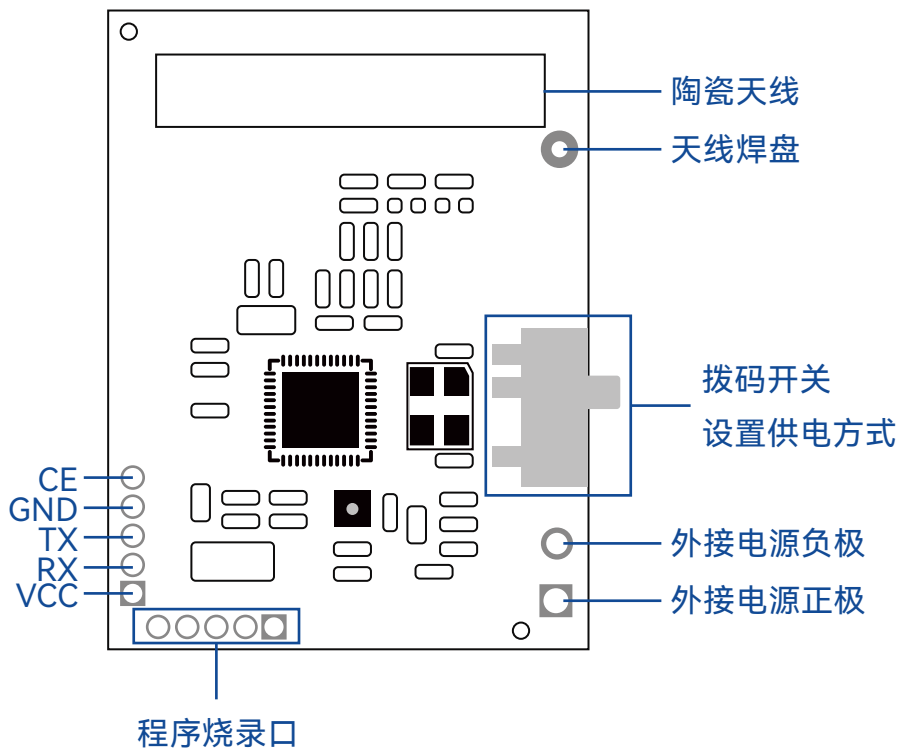 陶瓷天线
天线焊盘
拨码开关
设置供电方式
CE
GND
TX
RX
VCC
外接电源负极
外接电源正极
程序烧录口